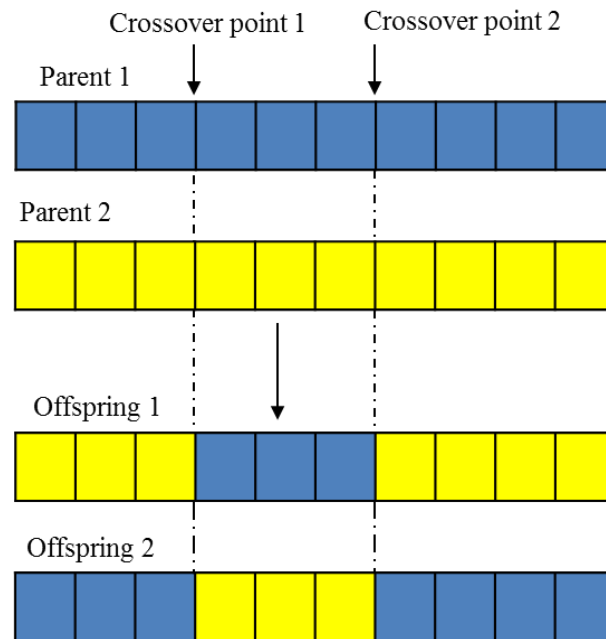 Crossover point 1
Crossover point 2
Parent 1
Parent 2
Offspring 1
Offspring 2